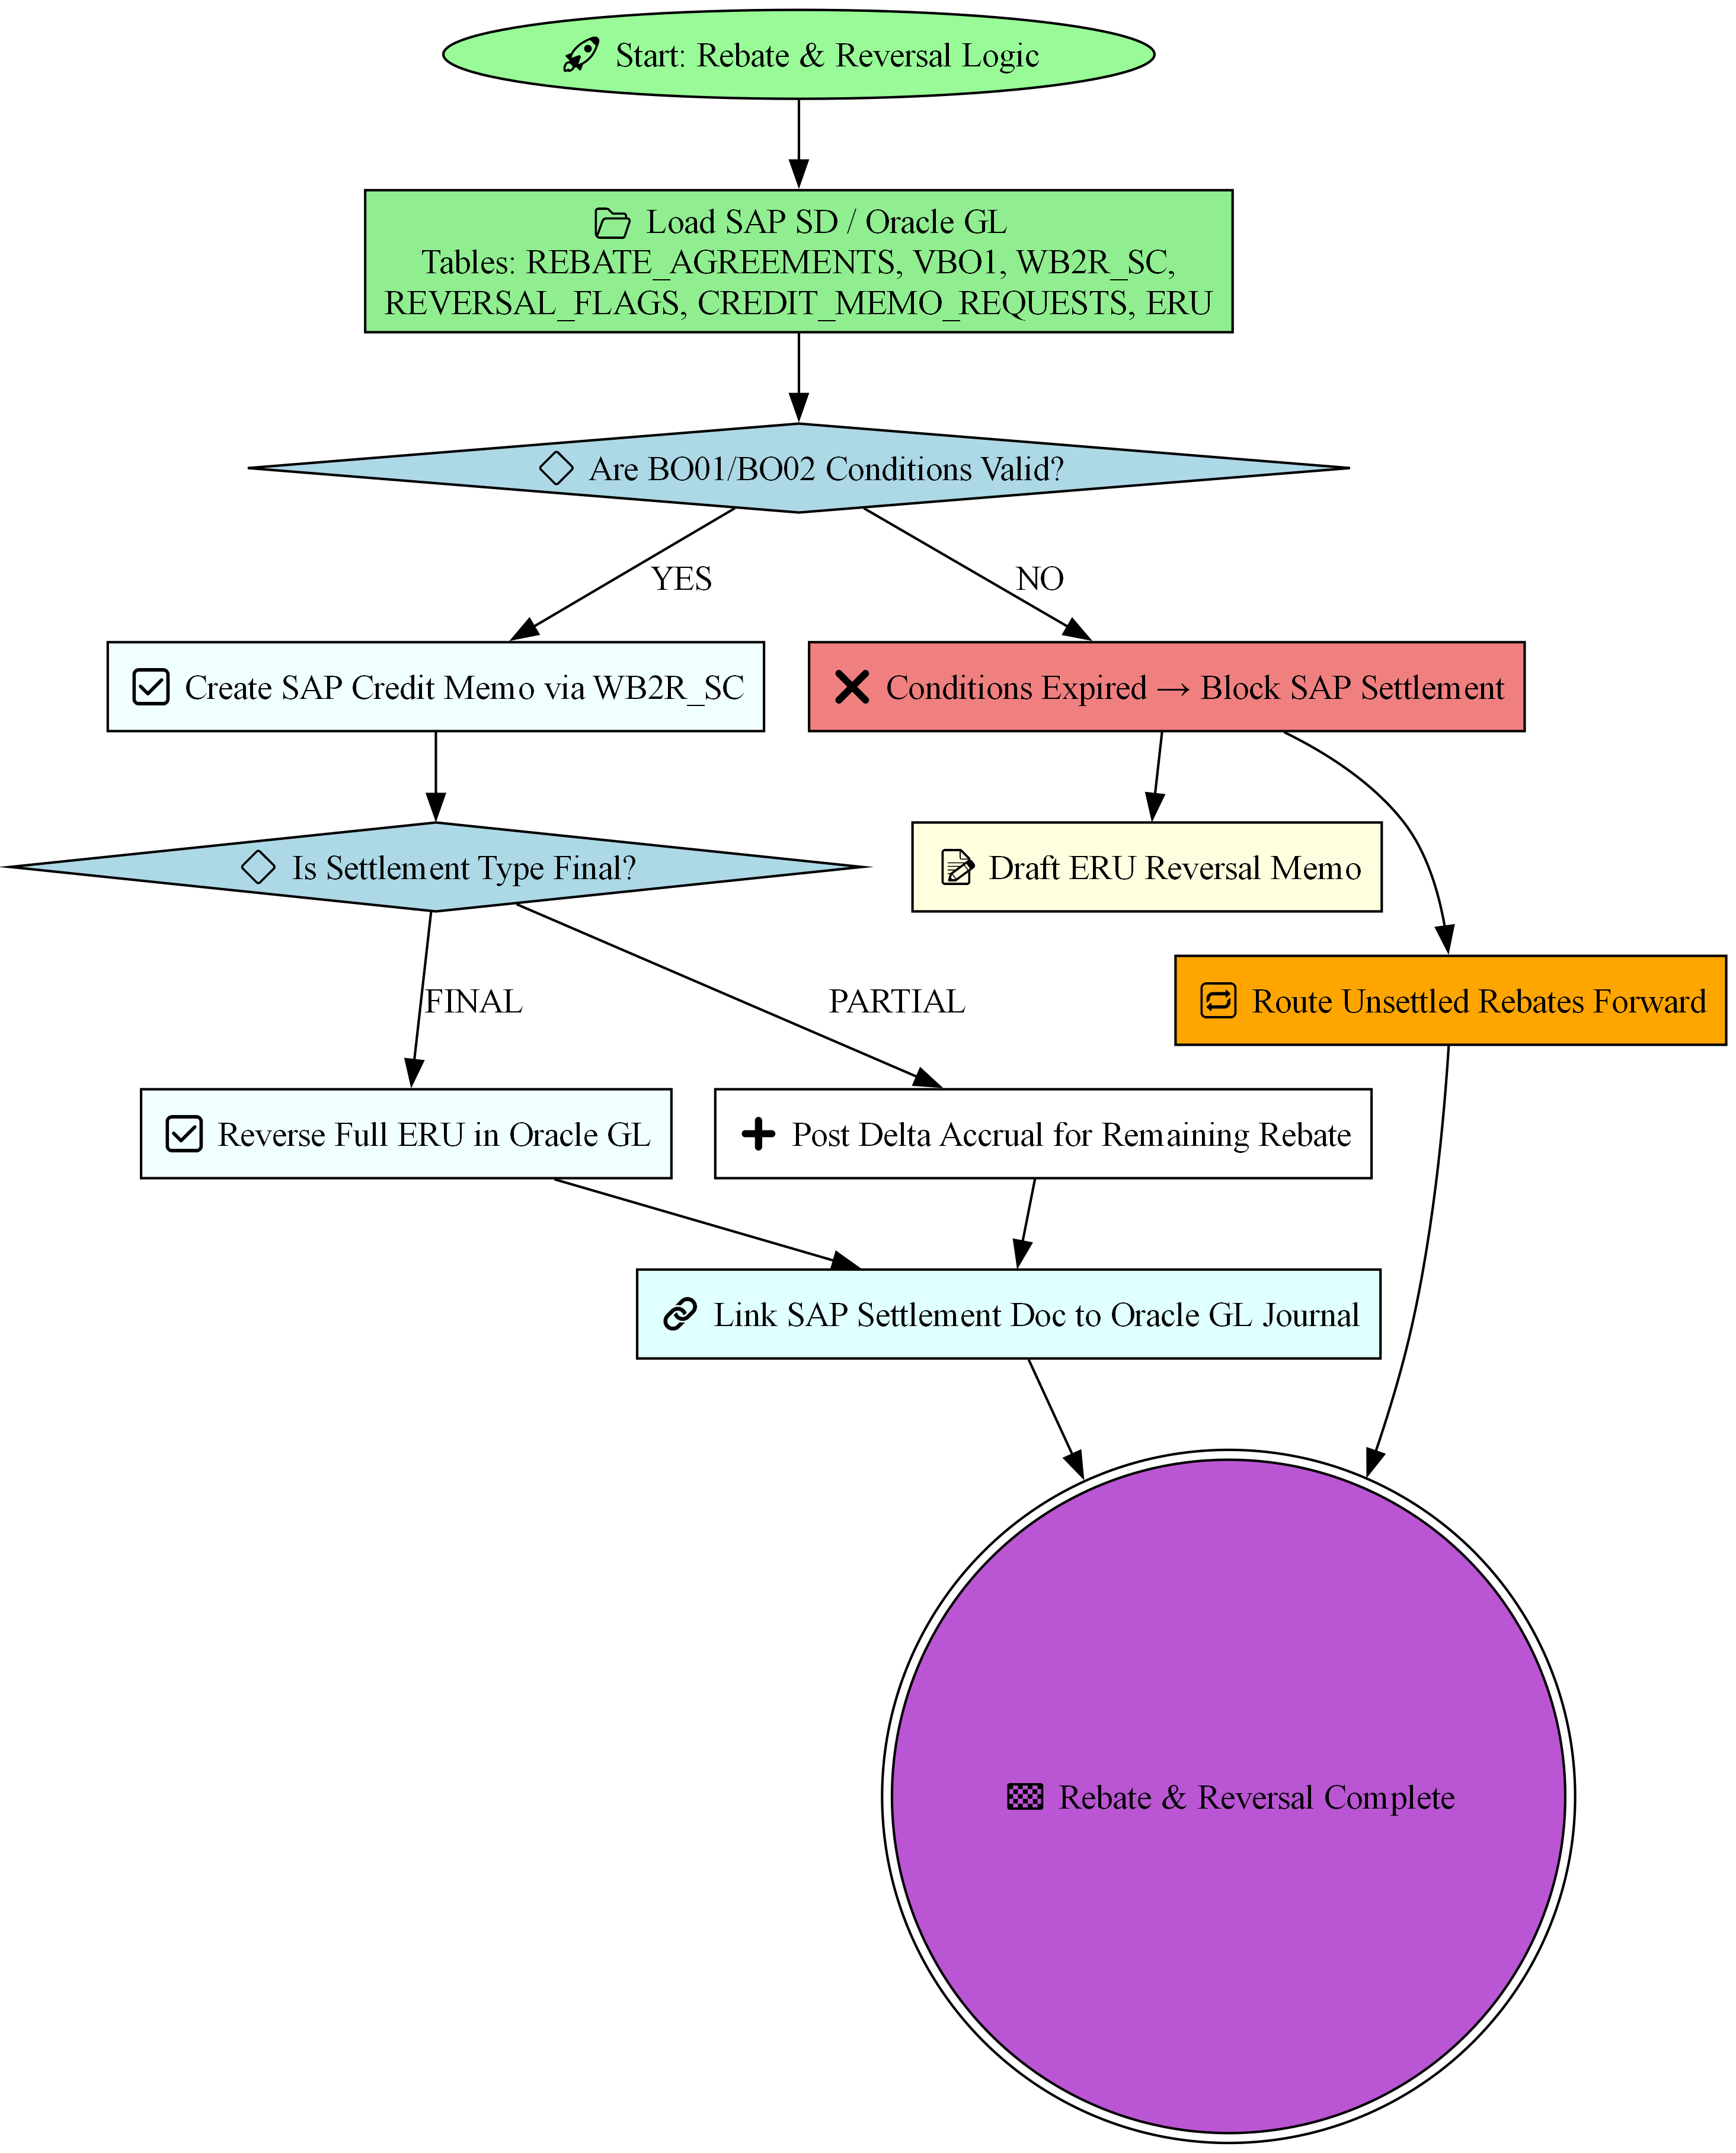 Start: Rebate & Reversal Logic
Load SAP SD / Oracle GL
Tables: REBATE_AGREEMENTS, VBO1, WB2R_SC,
REVERSAL_FLAGS, CREDIT_MEMO_REQUESTS, ERU
Are BO01/BO02 Conditions Valid?
YES
NO
Create SAP Credit Memo via WB2R_SC
Conditions Expired → Block SAP Settlement
Is Settlement Type Final?
Draft ERU Reversal Memo
FINAL
PARTIAL
Route Unsettled Rebates Forward
Reverse Full ERU in Oracle GL
Post Delta Accrual for Remaining Rebate
Link SAP Settlement Doc to Oracle GL Journal
Rebate & Reversal Complete